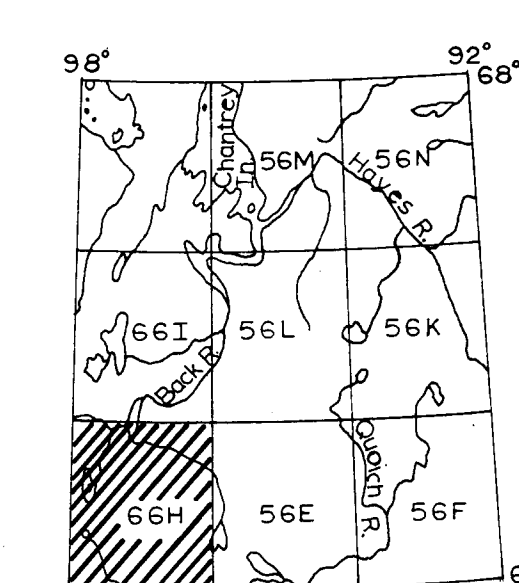 98°
92°
68°
Chantrey
In.
56M
56N
Hayes R.
66I
56L
56K
Back R.
Quoich R.
66H
56E
56F